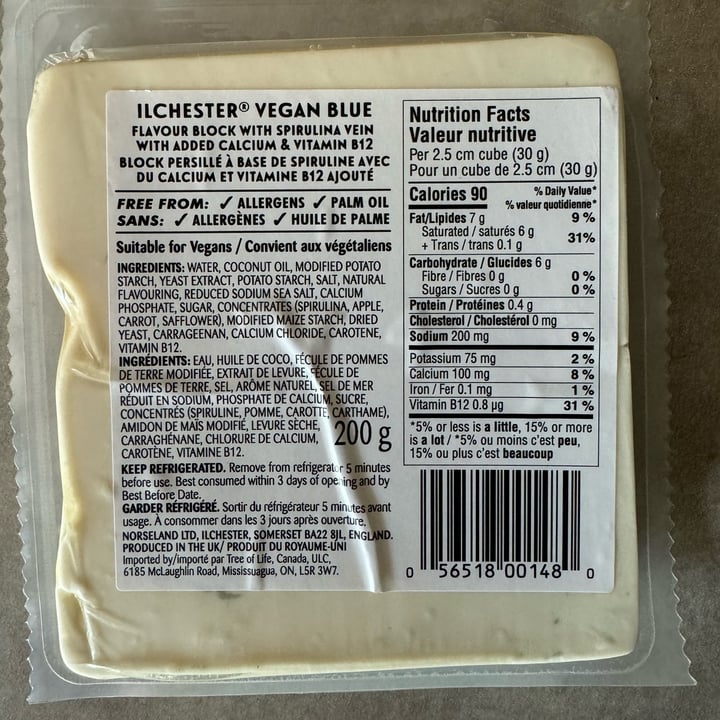 ILCHESTER® VEGAN BLUE
FLAVOUR BLOCK WITH SPIRULINA VEIN
WITH ADDED CALCIUM & VITAMIN B12
BLOCK PERSILLÉ À BASE DE SPIRULINE AVEC
DU CALCIUM ET VITAMINE B12 AJOUTÉ
FREE FROM: ✓ ALLERGENS ✓ PALM OIL
SANS: ✓ ALLERGÈNES ✓ HUILE DE PALME
Suitable for Vegans / Convient aux végétaliens
INGREDIENTS: WATER, COCONUT OIL, MODIFIED POTATO
STARCH, YEAST EXTRACT, POTATO STARCH, SALT, NATURAL
FLAVOURING, REDUCED SODIUM SEA SALT, CALCIUM
PHOSPHATE, SUGAR, CONCENTRATES (SPIRULINA, APPLE,
CARROT, SAFFLOWER), MODIFIED MAIZE STARCH, DRIED
YEAST, CARRAGEENAN, CALCIUM CHLORIDE, CAROTENE,
VITAMIN B12.
INGRÉDIENTS: EAU, HUILE DE COCO, FÉCULE DE POMMES
DE TERRE MODIFIÉE, EXTRAIT DE LEVURE, FÉCULE DE
POMMES DE TERRE, SEL, ARÔME NATUREL, SEL DE MER
RÉDUIT EN SODIUM, PHOSPHATE DE CALCIUM, SUCRE,
CONCENTRÉS (SPIRULINE, POMME, CAROTTE, CARTHAME),
AMIDON DE MAÏS MODIFIÉ, LEVURE SÈCHE,
CARRAGHÉNANE, CHLORURE DE CALCIUM,
CAROTÈNE, VITAMINE B12.
200 g
KEEP REFRIGERATED. Remove from refrigerator 5 minutes
before use. Best consumed within 3 days of opening and by
Best Before Date.
GARDER RÉFRIGÉRÉ. Sortir du réfrigérateur 5 minutes avant
usage. À consommer dans les 3 jours après ouverture.
NORSELAND LTD, ILCHESTER, SOMERSET BA22 8JL, ENGLAND.
PRODUCED IN THE UK/ PRODUIT DU ROYAUME-UNI
Imported by/importé par Tree of Life, Canada, ULC,
6185 McLaughlin Road, Mississuagua, ON, L5R 3W7.
Nutrition Facts
Valeur nutritive
Per 2.5 cm cube (30 g)
Pour un cube de 2.5 cm (30 g)
Calories 90 % Daily Value*
% valeur quotidienne*
Fat/Lipides 7 g 9 %
Saturated / saturés 6 g
+ Trans / trans 0.1 g 31%
Carbohydrate / Glucides 6 g
Fibre / Fibres 0 g 0 %
Sugars / Sucres 0 g 0 %
Protein / Protéines 0.4 g
Cholesterol / Cholestérol 0 mg
Sodium 200 mg 9 %
Potassium 75 mg 2 %
Calcium 100 mg 8 %
Iron / Fer 0.1 mg 1 %
Vitamin B12 0.8 µg 31 %
*5% or less is a little, 15% or more
is a lot / *5% ou moins c'est peu,
15% ou plus c'est beaucoup
0 56518 00148 0